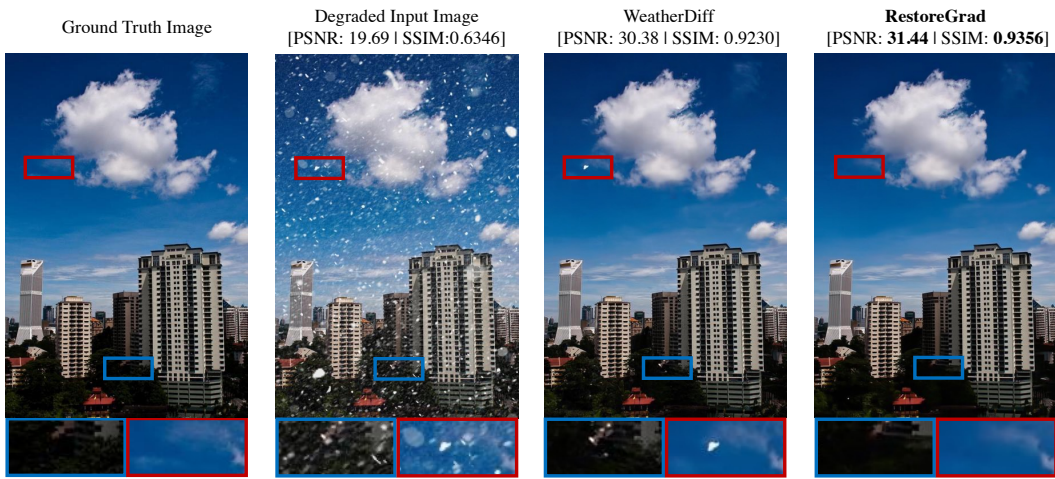 Ground Truth Image
Degraded Input Image
[PSNR: 19.69 | SSIM:0.6346]
WeatherDiff
[PSNR: 30.38 | SSIM: 0.9230]
RestoreGrad
[PSNR: 31.44 | SSIM: 0.9356]